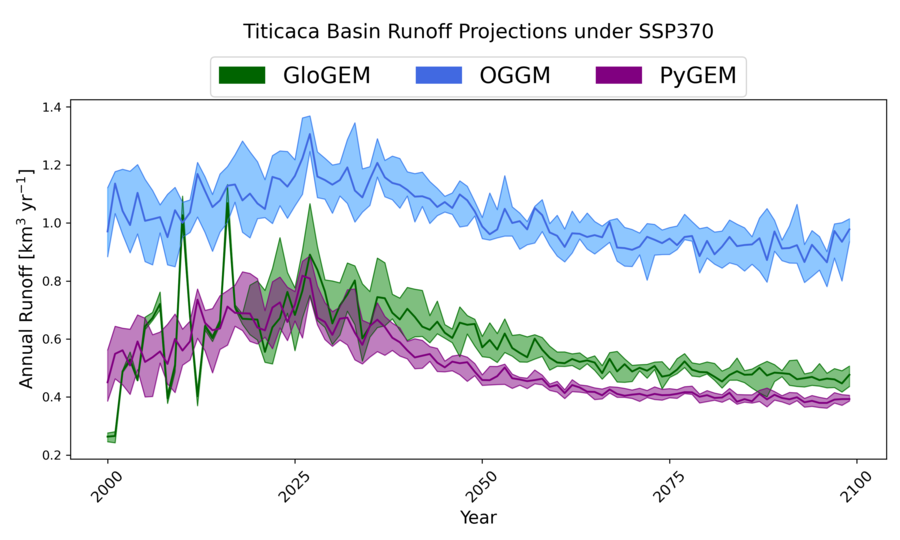 Titicaca Basin Runoff Projections under SSP370
GloGEM OGGM PyGEM
Annual Runoff [km³ yr⁻¹]
1.4
1.2
1.0
0.8
0.6
0.4
0.2
2000 2025 2050 2075 2100
Year